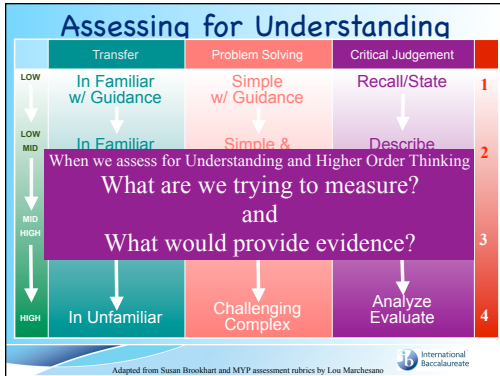 Assessing for Understanding
Transfer
Problem Solving
Critical Judgement
LOW
In Familiar
w/ Guidance
Simple
w/ Guidance
Recall/State
1
LOW
MID
In Familiar
Simple &
Describe
2
When we assess for Understanding and Higher Order Thinking
What are we trying to measure?
and
What would provide evidence?
MID
HIGH
3
HIGH
In Unfamiliar
Challenging
Complex
Analyze
Evaluate
4
Adapted from Susan Brookhart and MYP assessment rubrics by Lou Marchesano
ib
International
Baccalaureate